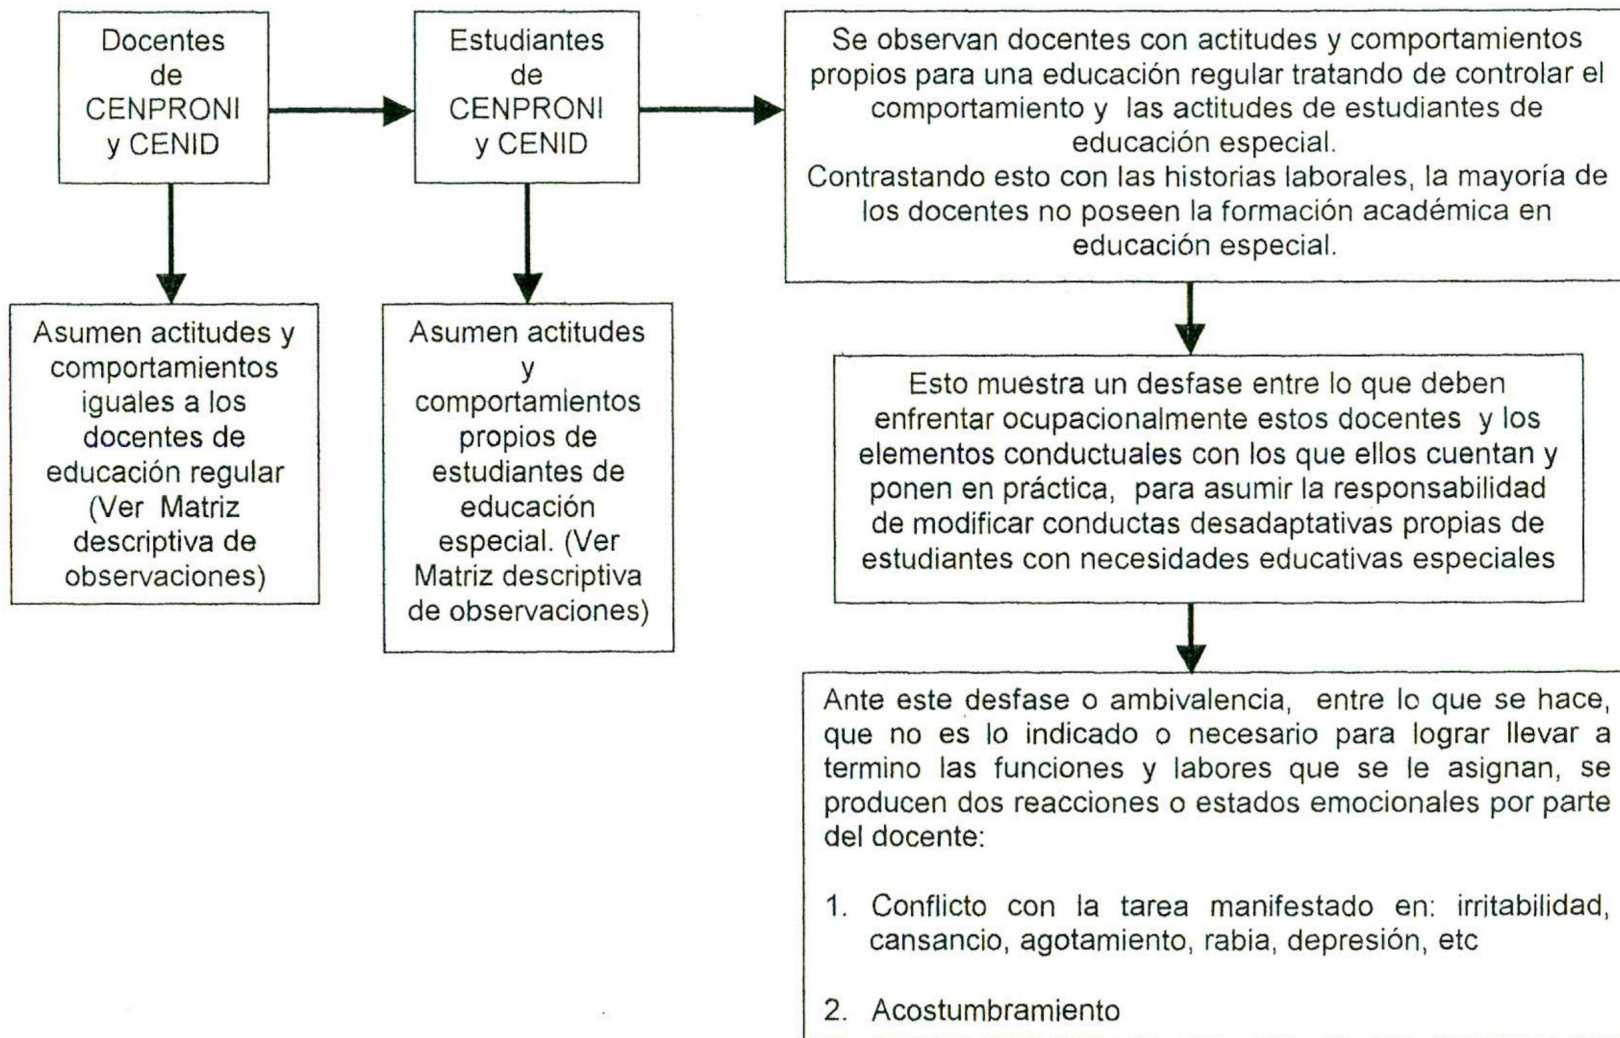 Docentes
de
CENPRONI
y CENID
Estudiantes
de
CENPRONI
y CENID
Se observan docentes con actitudes y comportamientos
propios para una educación regular tratando de controlar el
comportamiento y las actitudes de estudiantes de
educación especial.
Contrastando esto con las historias laborales, la mayoría de
los docentes no poseen la formación académica en
educación especial.
Asumen actitudes y
comportamientos
iguales a los
docentes de
educación regular
(Ver Matriz
descriptiva de
observaciones)
Asumen actitudes
y
comportamientos
propios de
estudiantes de
educación
especial. (Ver
Matriz descriptiva
de observaciones)
Esto muestra un desfase entre lo que deben
enfrentar ocupacionalmente estos docentes y los
elementos conductuales con los que ellos cuentan y
ponen en práctica, para asumir la responsabilidad
de modificar conductas desadaptativas propias de
estudiantes con necesidades educativas especiales
Ante este desfase o ambivalencia, entre lo que se hace,
que no es lo indicado o necesario para lograr llevar a
termino las funciones y labores que se le asignan, se
producen dos reacciones o estados emocionales por parte
del docente:
1. Conflicto con la tarea manifestado en: irritabilidad,
cansancio, agotamiento, rabia, depresión, etc
2. Acostumbramiento